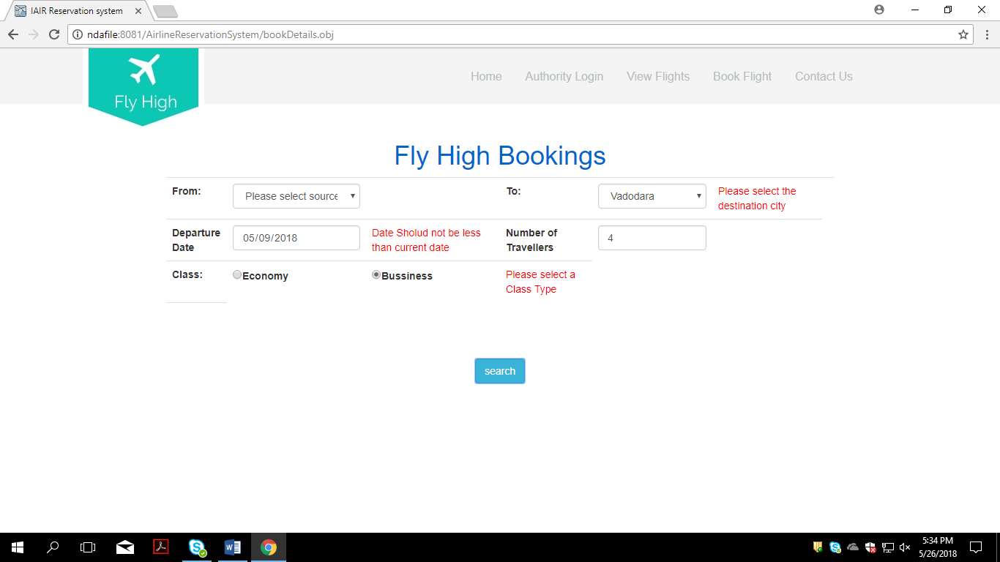 IAIR Reservation system
ndafile:8081/AirlineReservationSystem/bookDetails.obj
Fly High
Home Authority Login View Flights Book Flight Contact Us
Fly High Bookings
From: Please select source To: Vadodara Please select the
destination city
Departure 05/09/2018 Date Sholud not be less Number of 4
Date than current date Travellers
Class: Economy Bussiness Please select a
Class Type
search
5:34 PM
5/26/2018